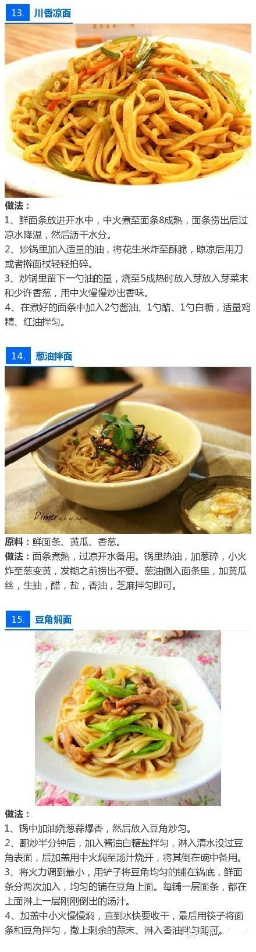 13. 川香凉面
做法：
1、鲜面条放进开水中，中火煮至面条8成熟，面条捞出后过
凉水降温，然后沥干水分。
2、炒锅里加入适量的油，将花生米炸至酥脆，晾凉后用刀
或者擀面杖轻轻拍碎。
3、炒锅里留下一勺油的量，烧至5成热时放入芽放入芽菜末
和少许香葱，用中火慢慢炒出香味。
4、在煮好的面条中加入2勺酱油、1勺醋、1勺白糖，适量鸡
精、红油拌匀。
14. 葱油拌面
原料：鲜面条、黄瓜、香葱。
做法：面条煮熟，过凉开水备用。锅里热油，加葱碎，小火
炸至葱变黄，发糊之前捞出不要。葱油倒入面条里，加黄瓜
丝，生油，醋，盐，香油，芝麻拌匀即可。
15. 豆角焖面
做法：
1、锅中加油烧葱蒜爆香，然后放入豆角炒匀。
2、翻炒半分钟后，加入酱油白糖盐拌匀，淋入清水没过豆
角表面，后加盖用中火焖至汤汁烧开，将其倒在碗中备用。
3、将火力调到最小，用铲子将豆角均匀的铺在锅底，鲜面
条分两次加入，均匀的铺在豆角上面。每铺一层面条，都在
上面淋上一层刚刚倒出的汤汁。
4、加盖中小火慢慢焖，直到水快要收干，最后用筷子将面
条和豆角拌匀，撒上剩余的蒜末、淋入香油拌匀即可。